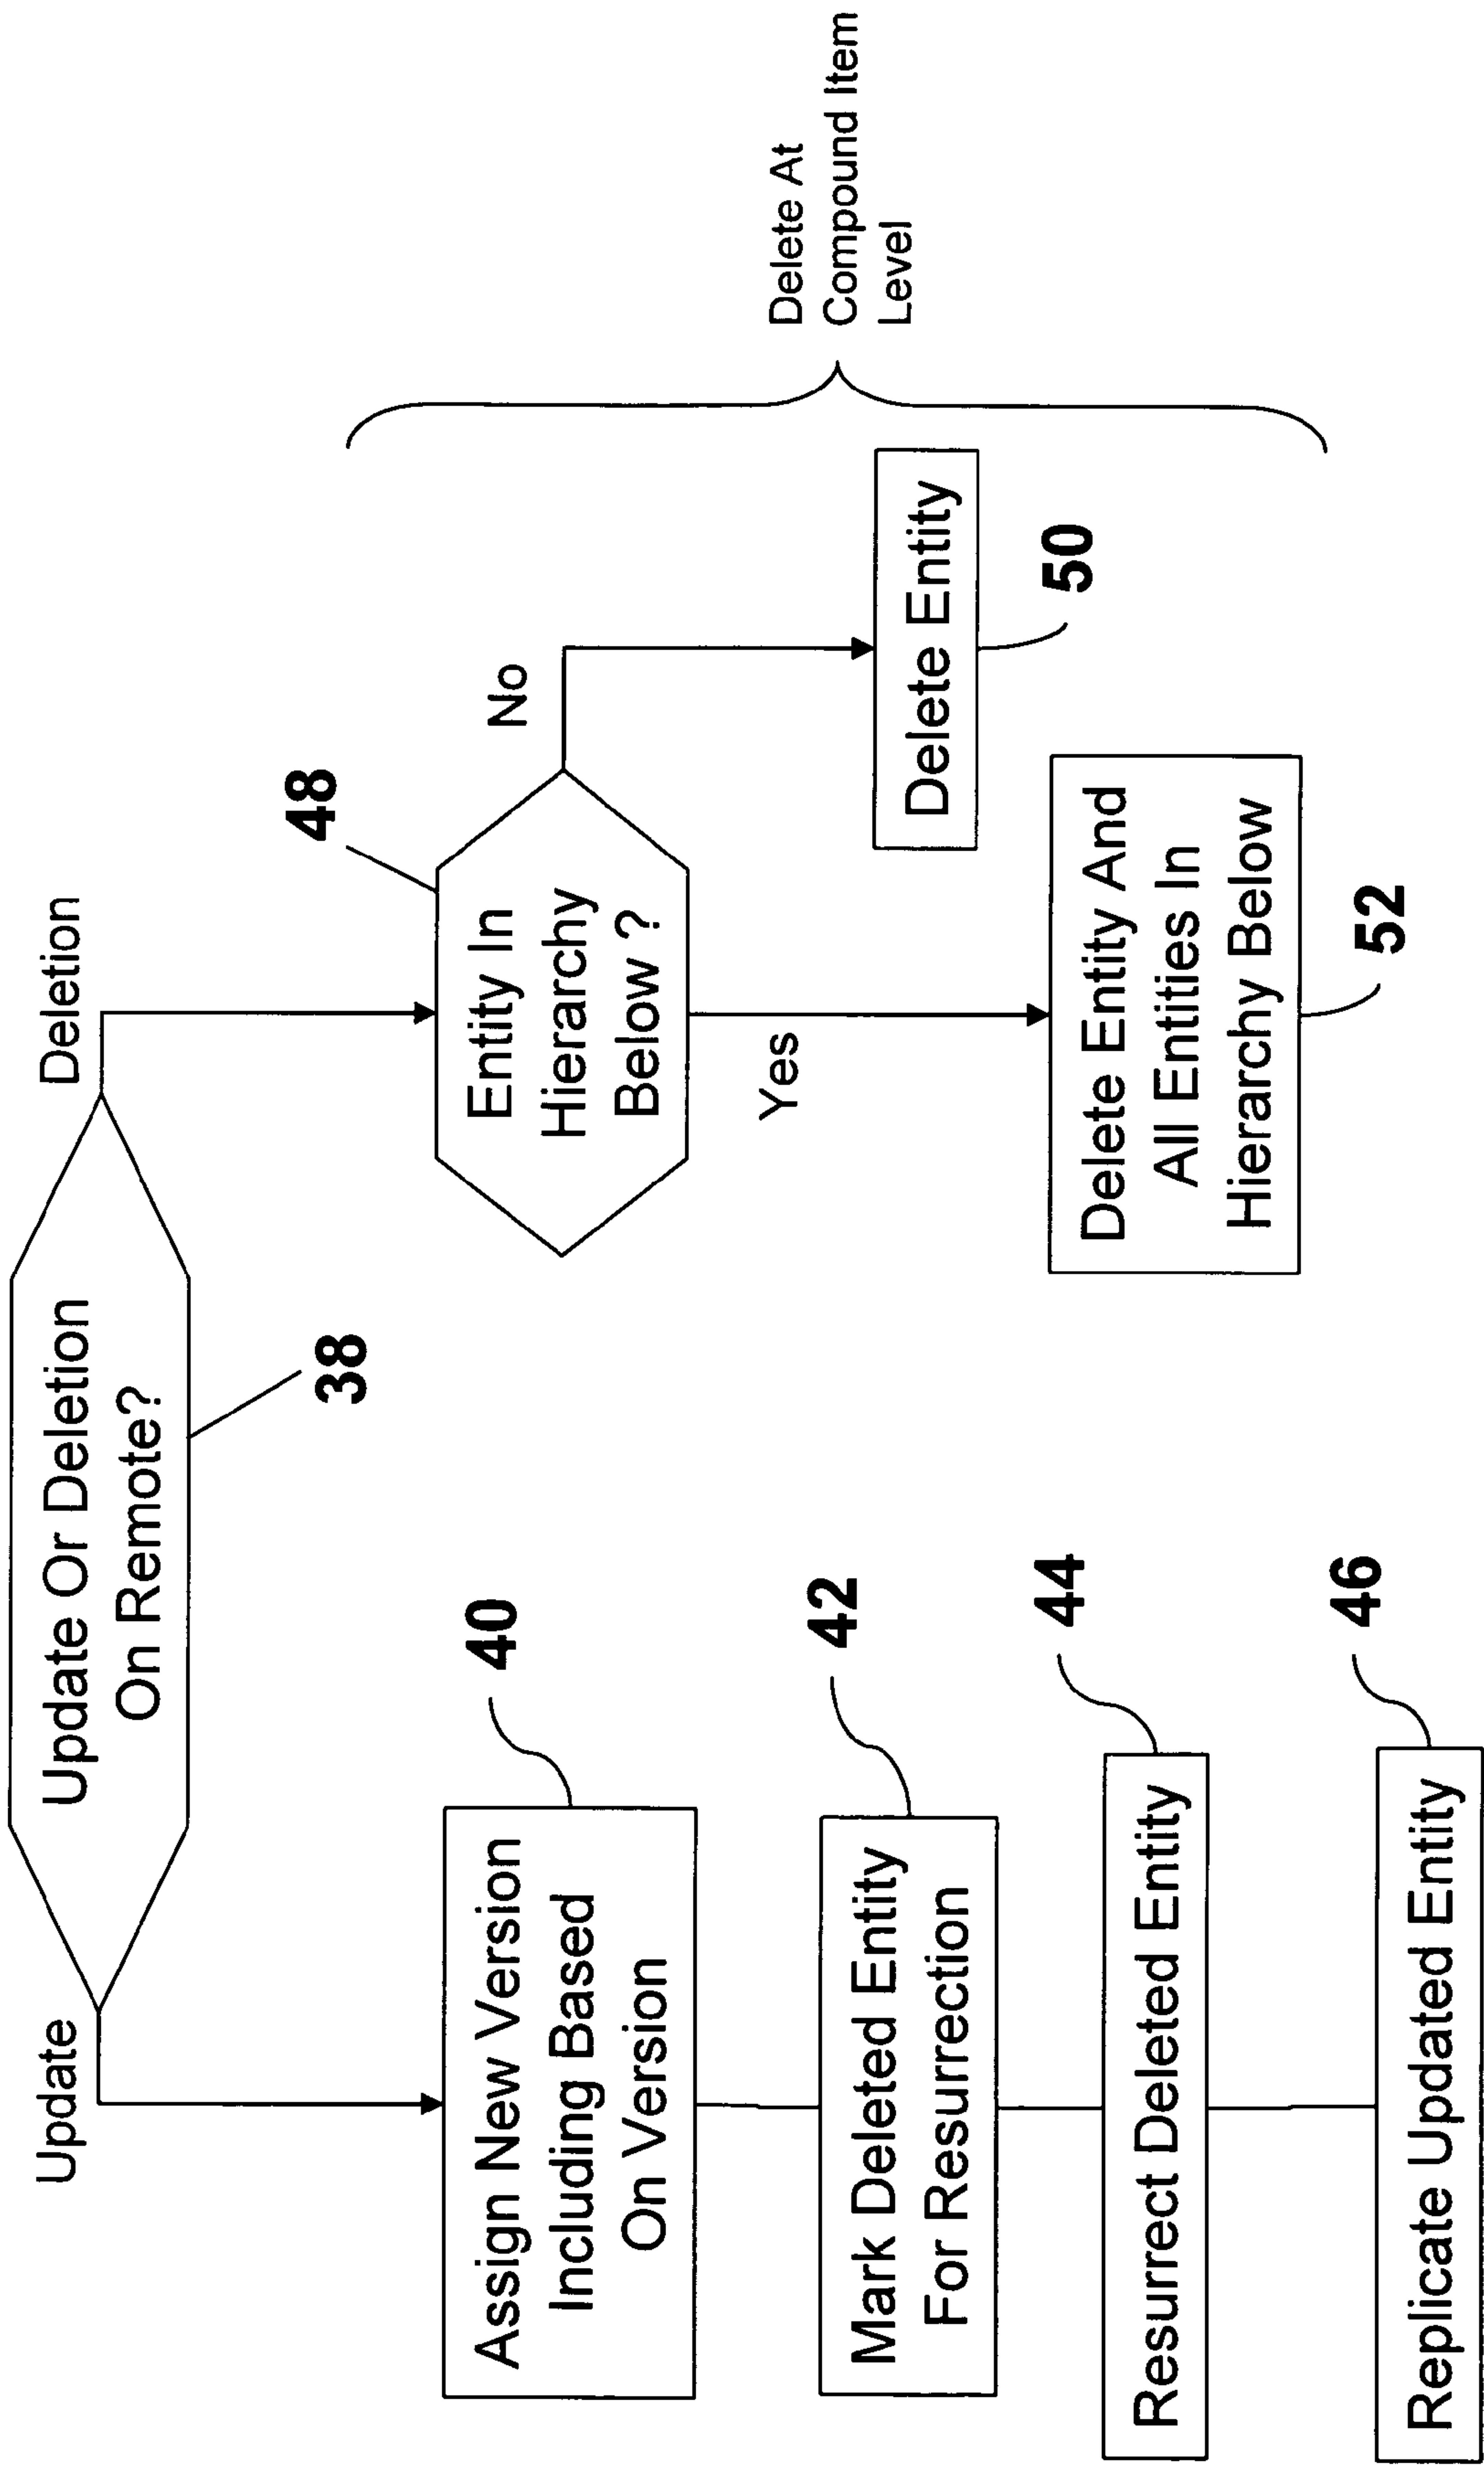 Update Or Deletion
On Remote?
38
Update
Deletion
Assign New Version
Including Based
On Version
40
Mark Deleted Entity
For Resurrection
42
Resurrect Deleted Entity
44
Replicate Updated Entity
46
Entity In
Hierarchy
Below ?
48
No
Yes
Delete Entity
50
Delete Entity And
All Entities In
Hierarchy Below
52
Delete At
Compound Item
Level